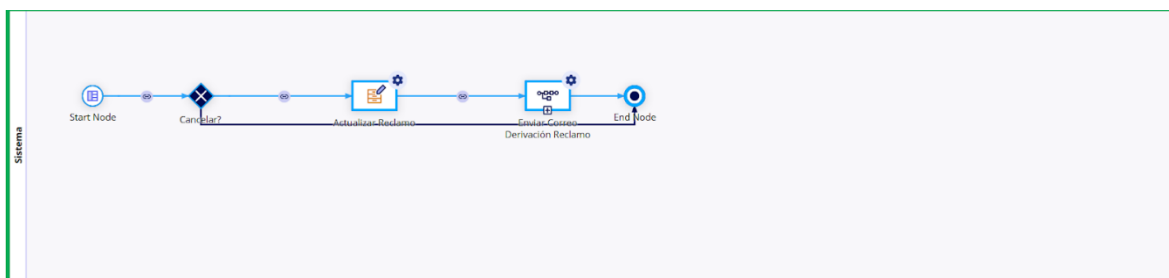 Start Node
Cancelar?
Actualizar Reclamo
Enviar Correo
Derivación Reclamo
End Node
Sistema